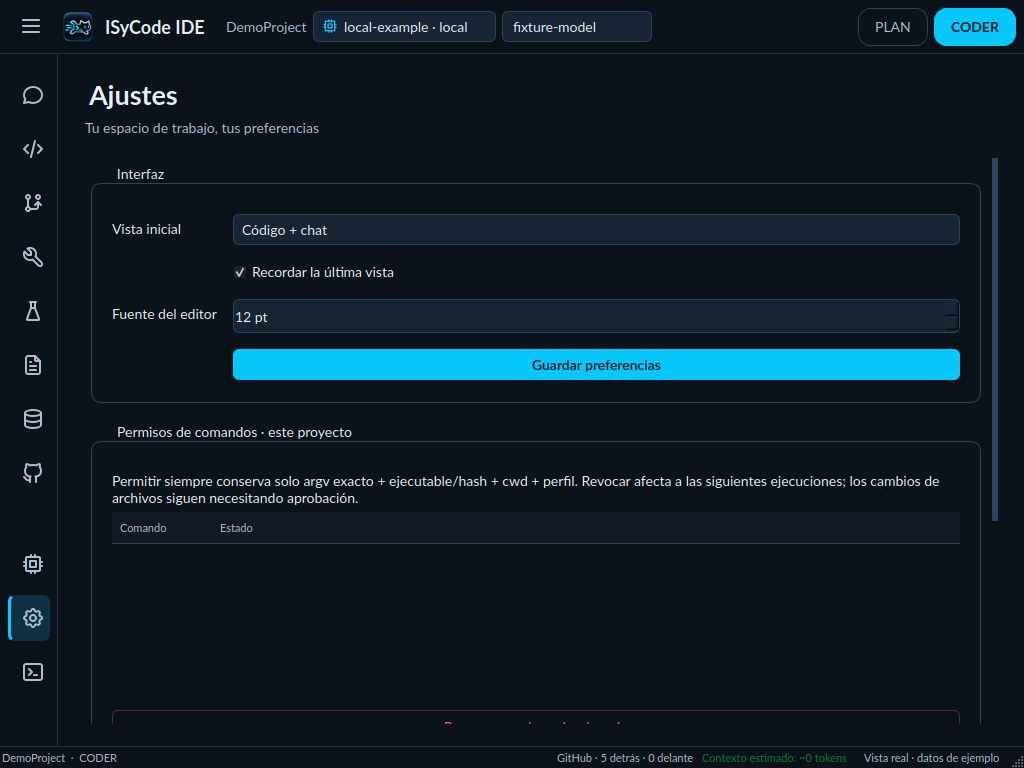 ISyCode IDE
DemoProject
local-example · local
fixture-model
PLAN
CODER
Ajustes
Tu espacio de trabajo, tus preferencias
Interfaz
Vista inicial
Código + chat
Recordar la última vista
Fuente del editor
12 pt
Guardar preferencias
Permisos de comandos · este proyecto
Permitir siempre conserva solo argv exacto + ejecutable/hash + cwd + perfil. Revocar afecta a las siguientes ejecuciones; los cambios de
archivos siguen necesitando aprobación.
Comando
Estado
DemoProject · CODER
GitHub · 5 detrás · 0 delante
Contexto estimado: ~0 tokens
Vista real · datos de ejemplo